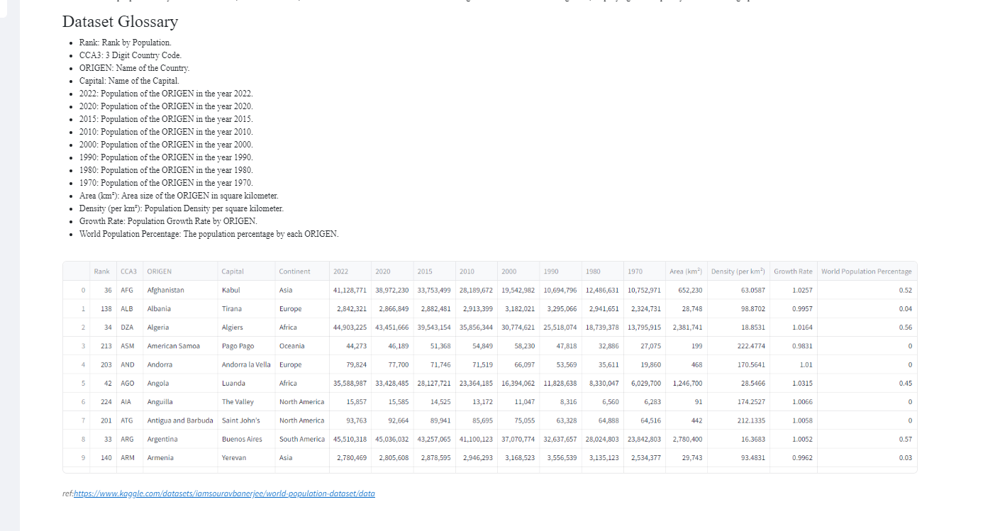 Dataset Glossary
Rank: Rank by Population.
CCA3: 3 Digit Country Code.
ORIGEN: Name of the Country.
Capital: Name of the Capital.
2022: Population of the ORIGEN in the year 2022.
2020: Population of the ORIGEN in the year 2020.
2015: Population of the ORIGEN in the year 2015.
2010: Population of the ORIGEN in the year 2010.
2000: Population of the ORIGEN in the year 2000.
1990: Population of the ORIGEN in the year 1990.
1980: Population of the ORIGEN in the year 1980.
1970: Population of the ORIGEN in the year 1970.
Area (km²): Area size of the ORIGEN in square kilometer.
Density (per km²): Population Density per square kilometer.
Growth Rate: Population Growth Rate by ORIGEN.
World Population Percentage: The population percentage by each ORIGEN.
Rank CCA3 ORIGEN Capital Continent 2022 2020 2015 2010 2000 1990 1980 1970 Area (km²) Density (per km²) Growth Rate World Population Percentage
0 36 AFG Afghanistan Kabul Asia 41,128,771 38,972,230 33,753,499 28,189,672 19,542,982 10,694,796 12,486,631 10,752,971 652,230 63.0587 1.0257 0.52
1 138 ALB Albania Tirana Europe 2,842,321 2,866,849 2,882,481 2,913,399 3,182,021 3,295,066 2,941,651 2,324,731 28,748 98.8702 0.9957 0.04
2 34 DZA Algeria Algiers Africa 44,903,225 43,451,666 39,543,154 35,856,344 30,774,621 25,518,074 18,739,378 13,795,915 2,381,741 18.8531 1.0164 0.56
3 213 ASM American Samoa Pago Pago Oceania 44,273 46,189 51,368 54,849 58,230 47,818 32,886 27,075 199 222.4774 0.9831 0
4 203 AND Andorra Andorra la Vella Europe 79,824 77,700 71,746 71,519 66,097 53,569 35,611 19,860 468 170.5641 1.01 0
5 42 AGO Angola Luanda Africa 35,588,987 33,428,485 28,127,721 23,364,185 16,394,062 11,828,638 8,330,047 6,029,700 1,246,700 28.5466 1.0315 0.45
6 224 AIA Anguilla The Valley North America 15,857 15,585 14,525 13,172 11,047 8,316 6,560 6,283 91 174.2527 1.0066 0
7 201 ATG Antigua and Barbuda Saint John's North America 93,763 92,664 89,941 85,695 75,055 63,328 64,888 64,516 442 212.1335 1.0058 0
8 33 ARG Argentina Buenos Aires South America 45,510,318 45,036,032 43,257,065 41,100,123 37,070,774 32,637,657 28,024,803 23,842,803 2,780,400 16.3683 1.0052 0.57
9 140 ARM Armenia Yerevan Asia 2,780,469 2,805,608 2,878,595 2,946,293 3,168,523 3,556,539 3,135,123 2,534,377 29,743 93.4831 0.9962 0.03
ref:https://www.kaggle.com/datasets/iamsouravbanerjee/world-population-dataset/data